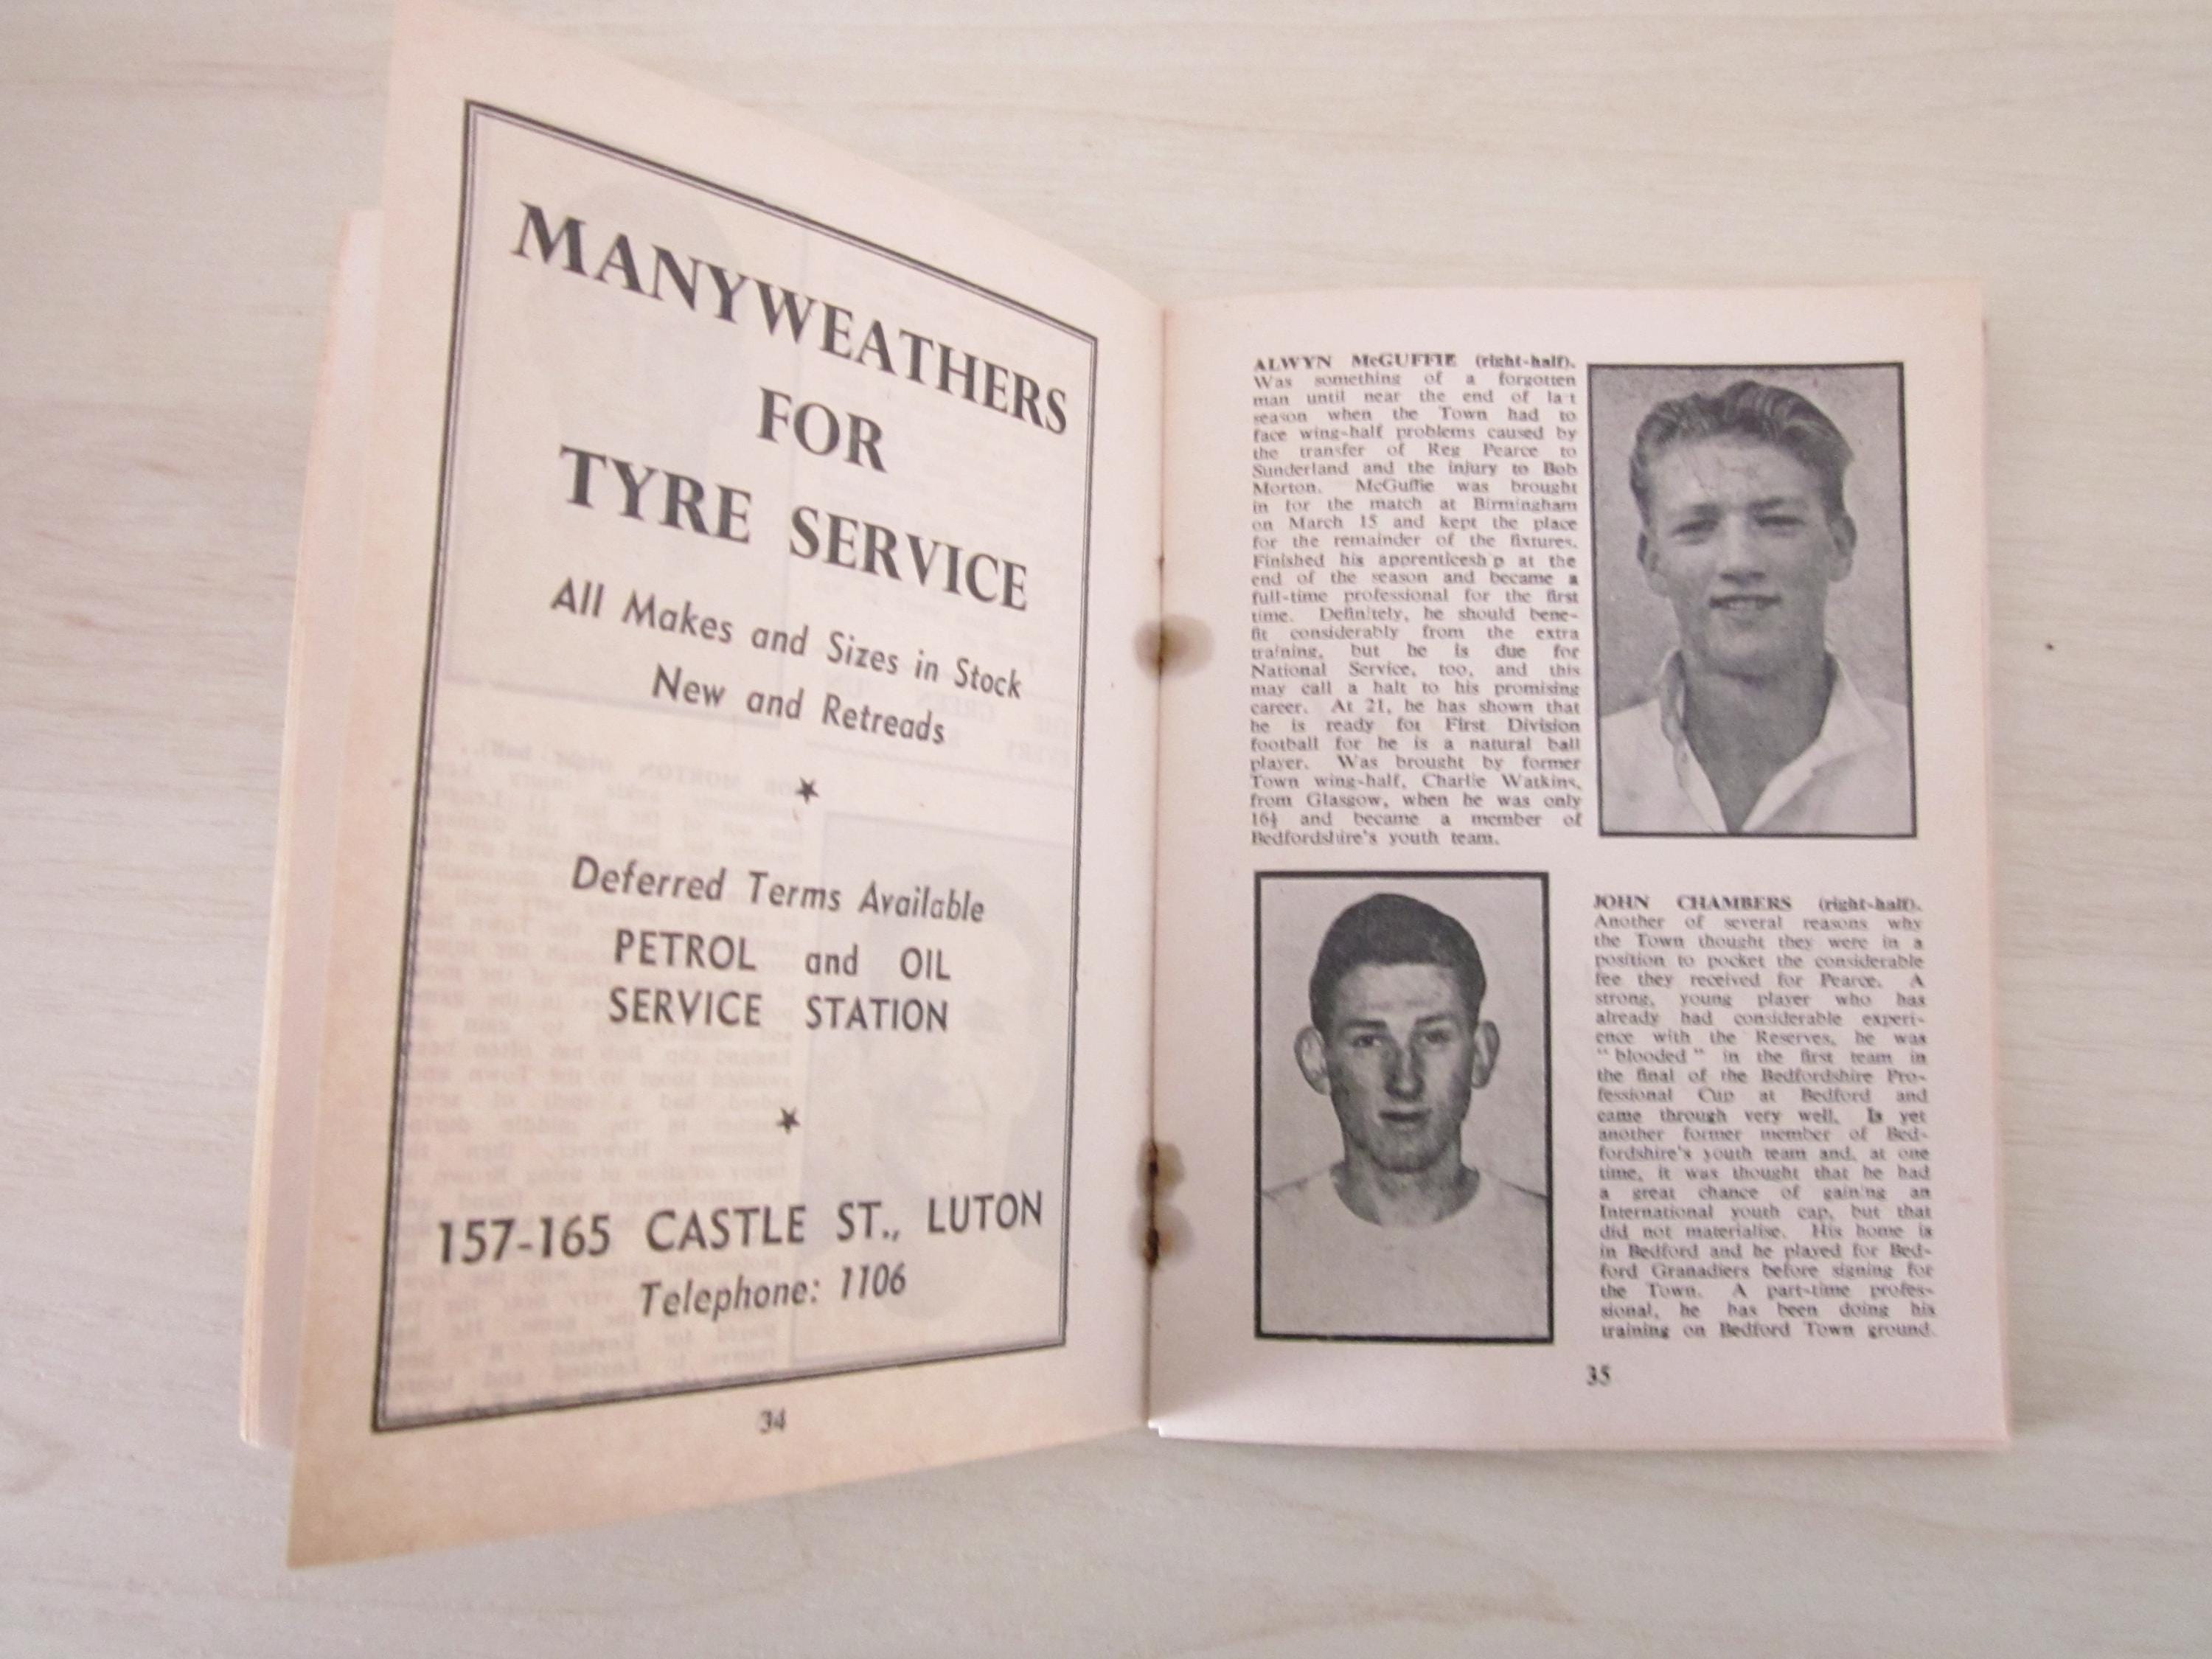 MANYWEATHERS
FOR
TYRE SERVICE
All Makes and Sizes in Stock
New and Retreads
Deferred Terms Available
PETROL and OIL
SERVICE STATION
157-165 CASTLE ST., LUTON
Telephone: 1106
34
ALWYN McGUFFIE (right-half).
Was something of a forgotten
man until near the end of la t
season when the Town had to
face wing-half problems caused by
the transfer of Reg Pearce to
Sunderland and the injury to Bob
Morton. McGuffie was brought
in for the match at Birmingham
on March 15 and kept the place
for the remainder of the fixtures.
Finished his apprenticesh p at the
end of the season and became a
full-time professional for the first
time. Definitely, he should bene-
fit considerably from the extra
training, but he is due for
National Service, too, and this
may call a halt to his promising
career. At 21, he has shown that
he is ready for First Division
football for he is a natural ball
player. Was brought by former
Town wing-half, Charlie Watkins,
from Glasgow, when he was only
16½ and became a member of
Bedfordshire's youth team.
JOHN CHAMBERS (right-half).
Another of several reasons why
the Town thought they were in a
position to pocket the considerable
fee they received for Pearce. A
strong, young player who has
already had considerable experi-
ence with the Reserves, he was
"blooded" in the first team in
the final of the Bedfordshire Pro-
fessional Cup at Bedford and
came through very well. Is yet
another former member of Bed-
fordshire's youth team and, at one
time, it was thought that he had
a great chance of gaining an
International youth cap, but that
did not materialise. His home is
in Bedford and he played for Bed-
ford Granadiers before signing for
the Town. A part-time profes-
sional, he has been doing his
training on Bedford Town ground.
35